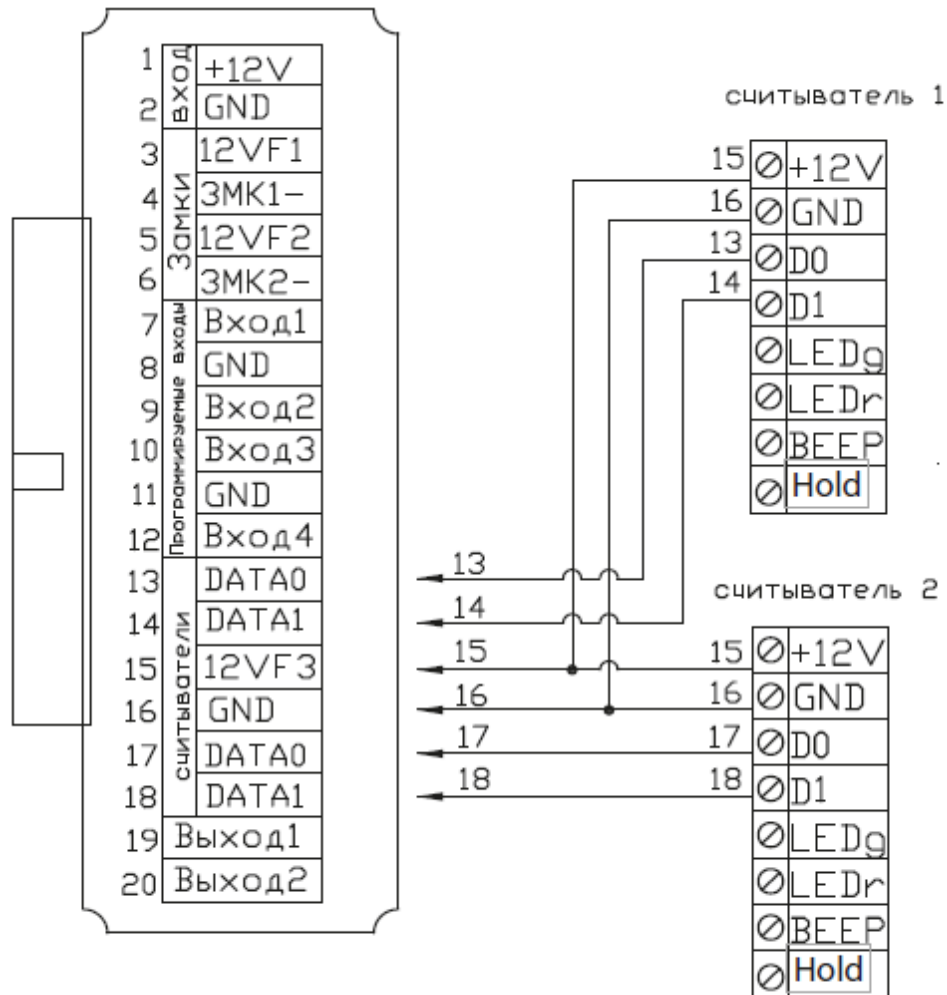 вход
1 +12V
2 GND
Замки
3 12VF1
4 ЗМК1-
5 12VF2
6 ЗМК2-
Программируемые входы
7 Вход1
8 GND
9 Вход2
10 Вход3
11 GND
12 Вход4
считыватели
13 DATA0
14 DATA1
15 12VF3
16 GND
17 DATA0
18 DATA1
19 Выход1
20 Выход2
13
14
15
16
17
18
считыватель 1
15 +12V
16 GND
13 D0
14 D1
LEDg
LEDr
BEEP
Hold
считыватель 2
15 +12V
16 GND
17 D0
18 D1
LEDg
LEDr
BEEP
Hold